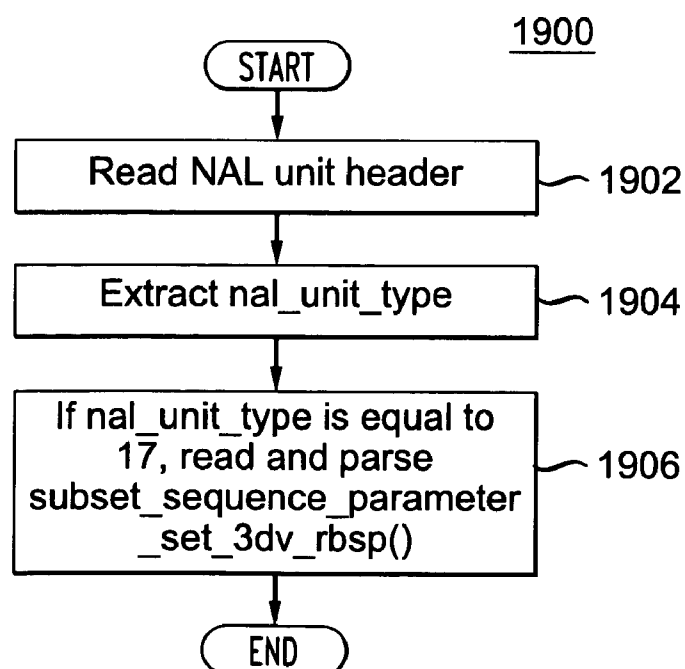 1900
START
Read NAL unit header
1902
Extract nal_unit_type
1904
If nal_unit_type is equal to
17, read and parse
subset_sequence_parameter
_set_3dv_rbsp()
1906
END